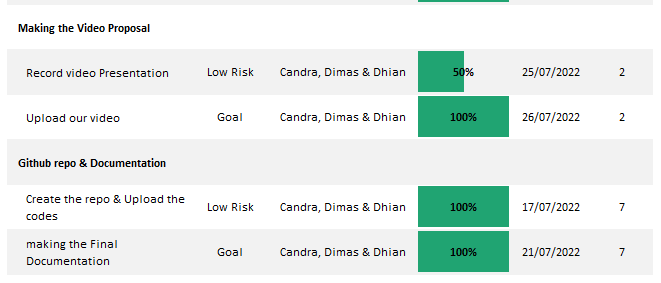 Making the Video Proposal
Record video Presentation Low Risk Candra, Dimas & Dhian 50% 25/07/2022 2
Upload our video Goal Candra, Dimas & Dhian 100% 26/07/2022 2
Github repo & Documentation
Create the repo & Upload the
codes Low Risk Candra, Dimas & Dhian 100% 17/07/2022 7
making the Final
Documentation Goal Candra, Dimas & Dhian 100% 21/07/2022 7